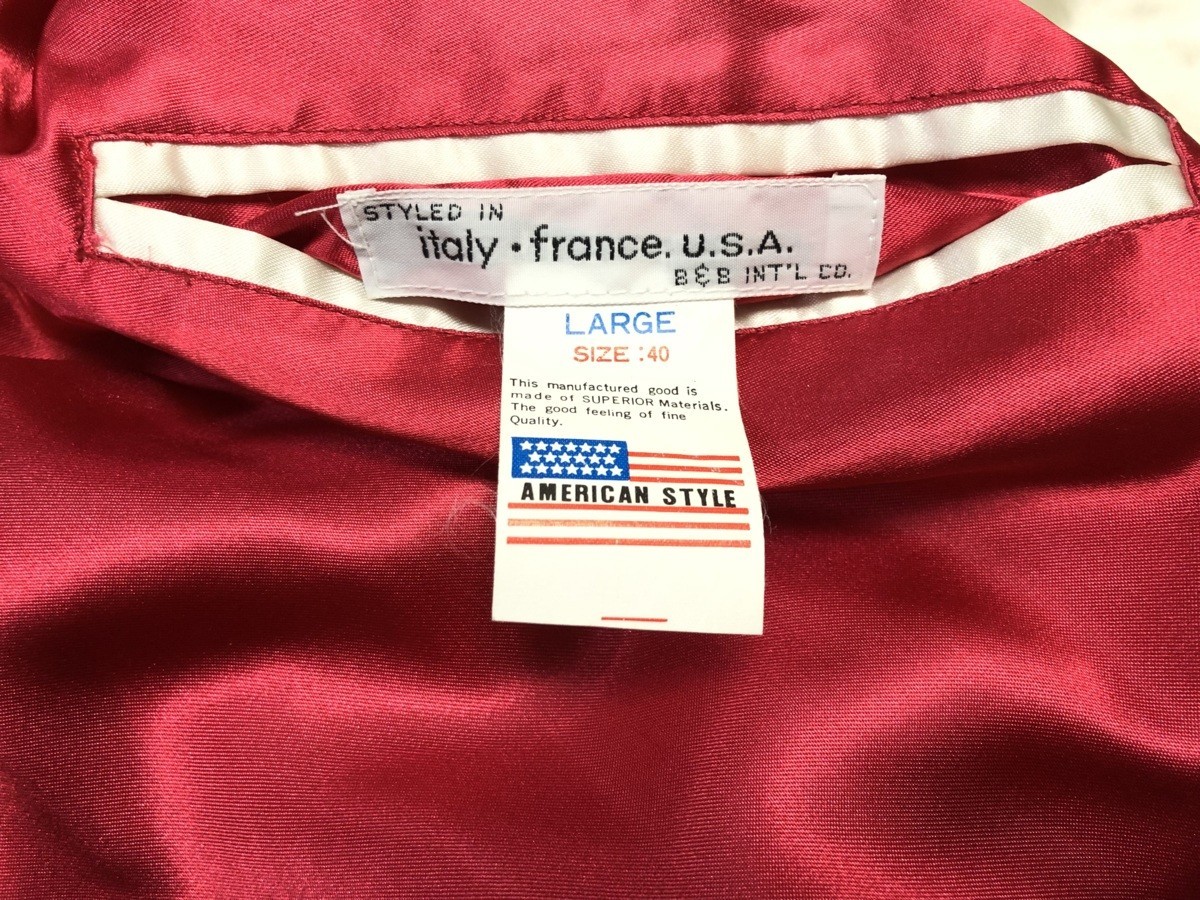 STYLED IN
italy • france. U.S.A.
B & B INT'L CO.
LARGE
SIZE : 40
This manufactured good is
made of SUPERIOR Materials.
The good feeling of fine
Quality.
AMERICAN STYLE